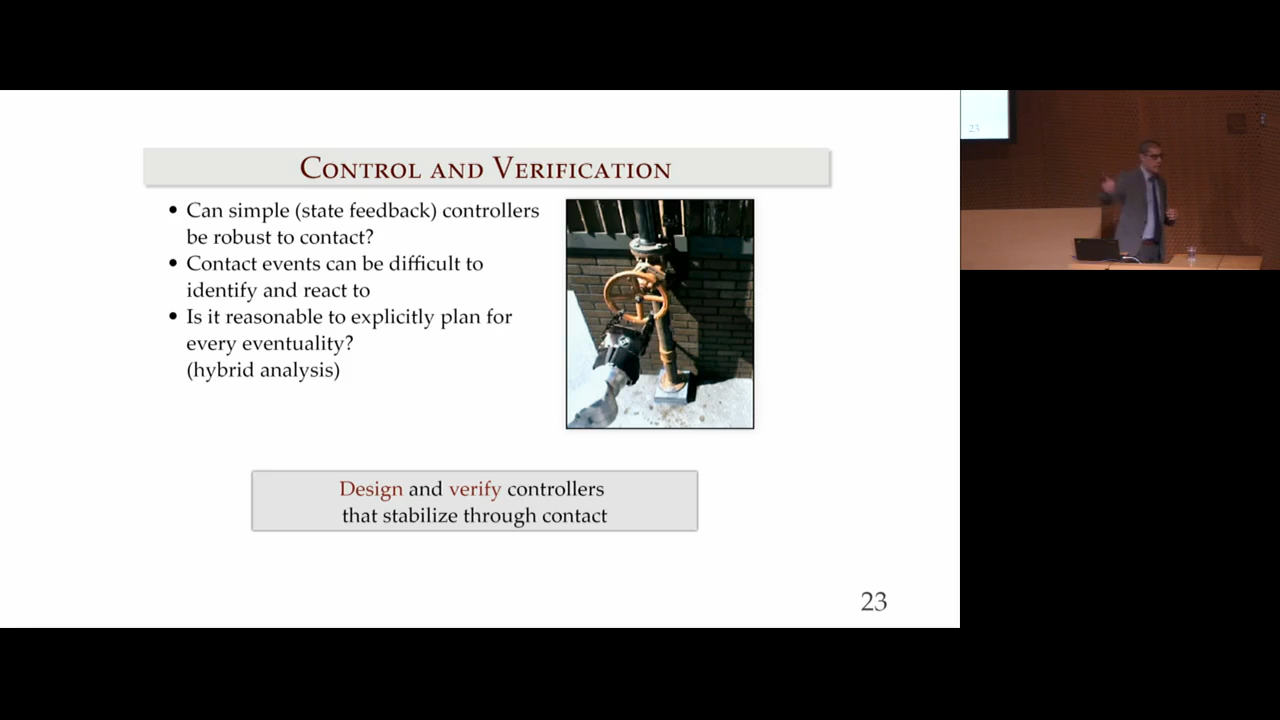 CONTROL AND VERIFICATION
• Can simple (state feedback) controllers
be robust to contact?
• Contact events can be difficult to
identify and react to
• Is it reasonable to explicitly plan for
every eventuality?
(hybrid analysis)
Design and verify controllers
that stabilize through contact
23
23